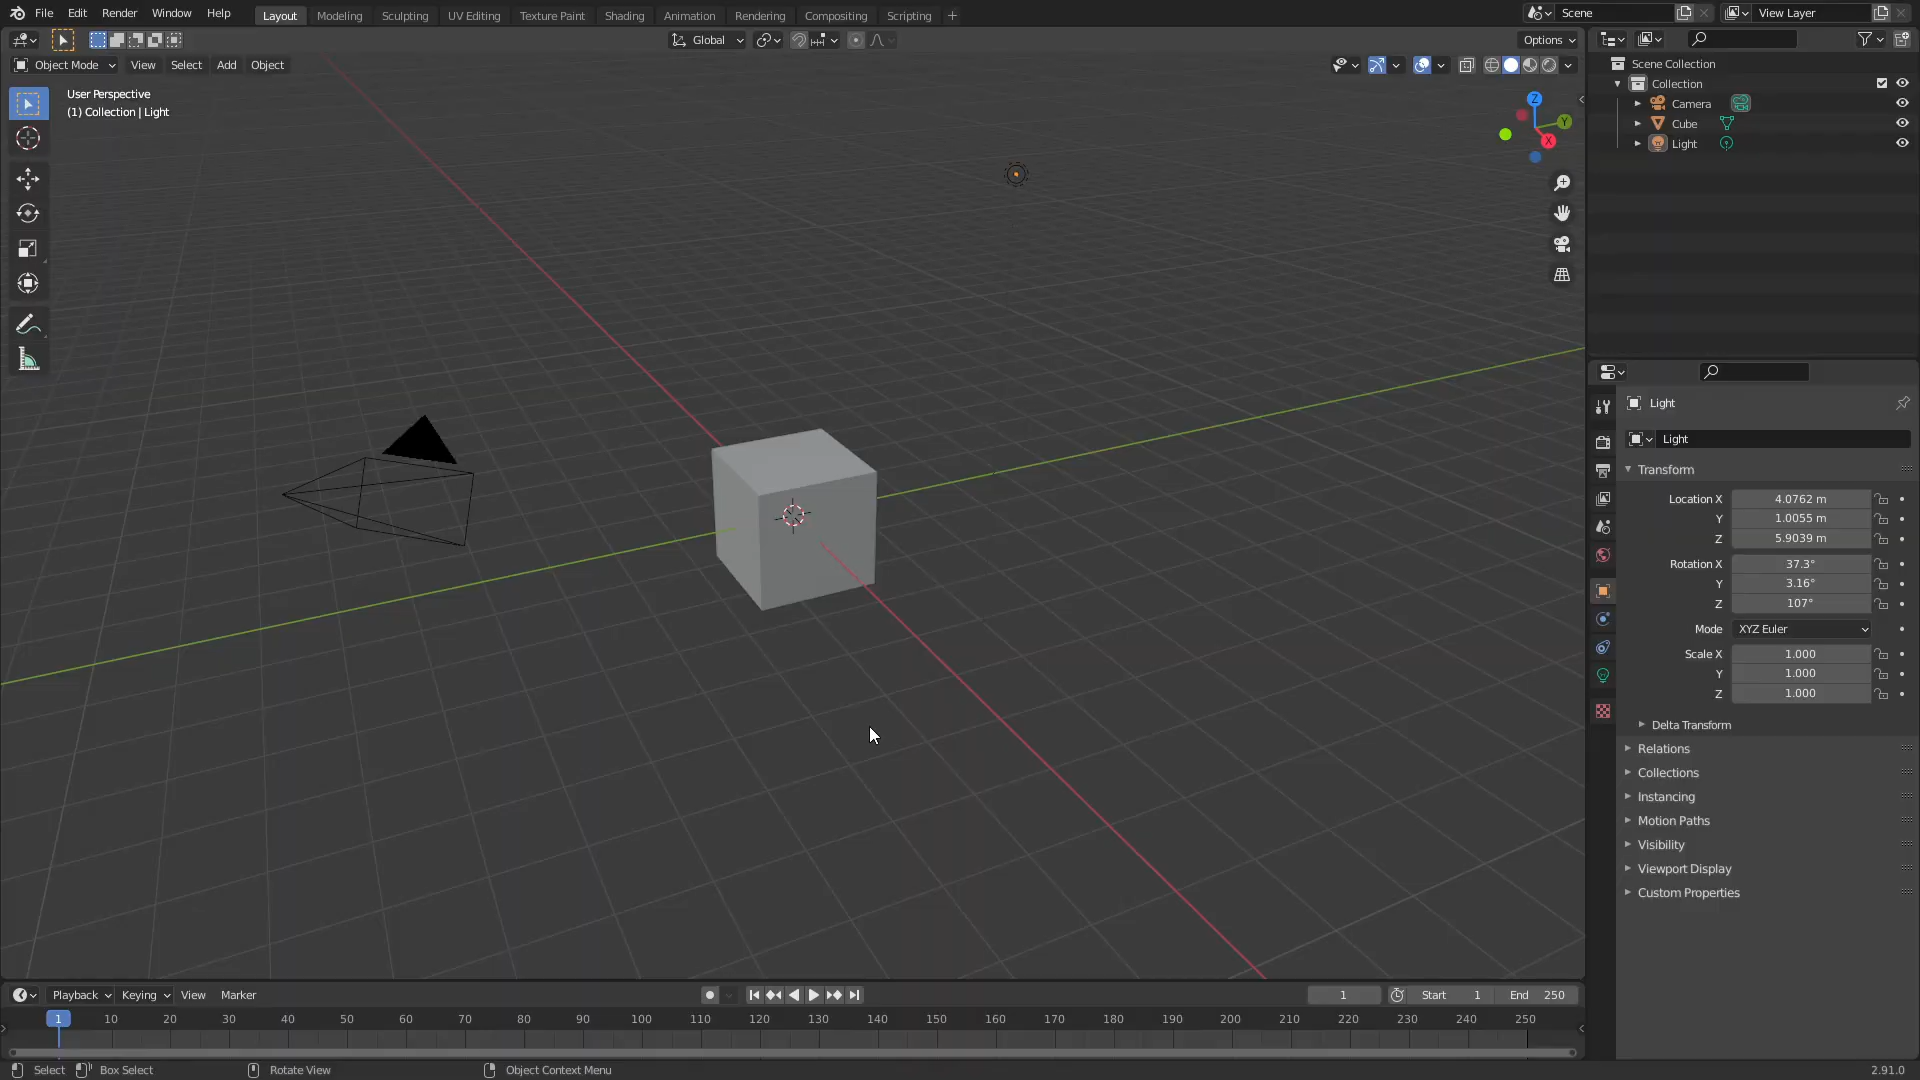 File Edit Render Window Help Layout Modeling Sculpting UV Editing Texture Paint Shading Animation Rendering Compositing Scripting + Scene View Layer
Global Options
Object Mode View Select Add Object
User Perspective
(1) Collection | Light
Z
Y
X
Scene Collection
Collection
Camera
Cube
Light
Light
Light
Transform
Location X 4.0762 m
Y 1.0055 m
Z 5.9039 m
Rotation X 37.3°
Y 3.16°
Z 107°
Mode XYZ Euler
Scale X 1.000
Y 1.000
Z 1.000
Delta Transform
Relations
Collections
Instancing
Motion Paths
Visibility
Viewport Display
Custom Properties
Playback Keying View Marker 1 Start 1 End 250
1 10 20 30 40 50 60 70 80 90 100 110 120 130 140 150 160 170 180 190 200 210 220 230 240 250
Select Box Select Rotate View Object Context Menu 2.91.0